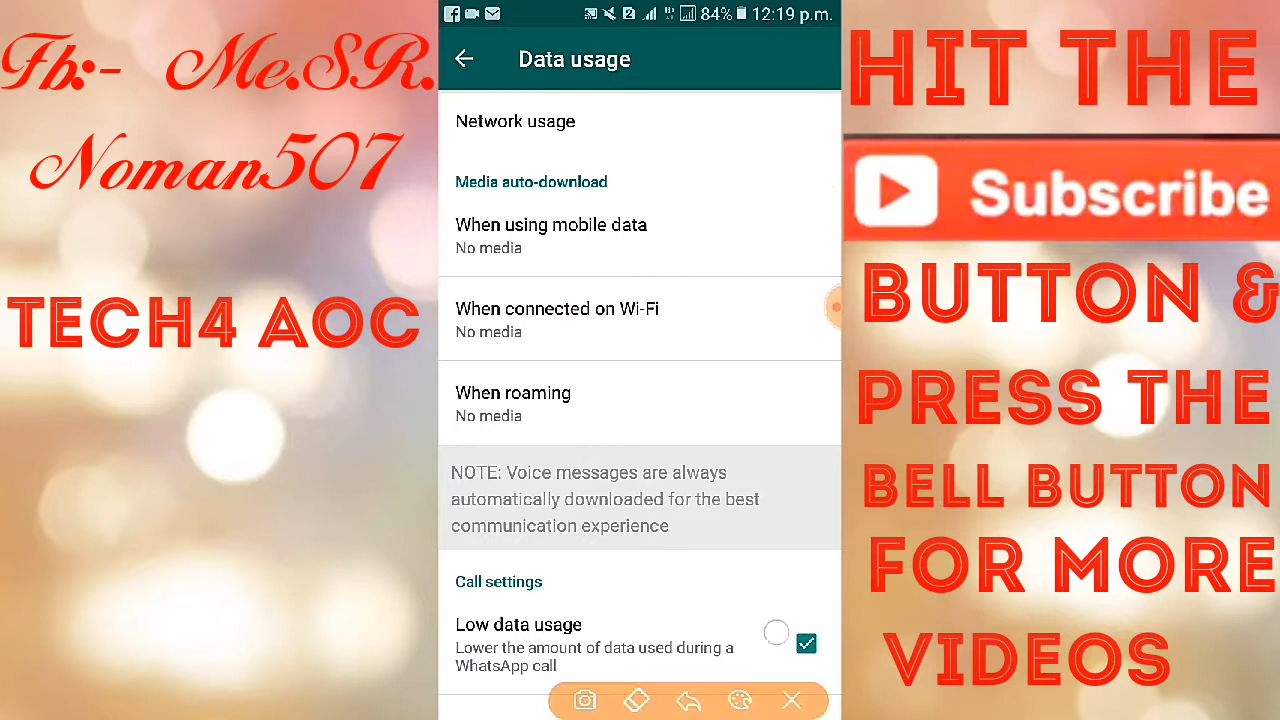 Fb:- Me.SR.
Noman507
TECH4 AOC
84% 12:19 p.m.
Data usage
Network usage
Media auto-download
When using mobile data
No media
When connected on Wi-Fi
No media
When roaming
No media
NOTE: Voice messages are always
automatically downloaded for the best
communication experience
Call settings
Low data usage
Lower the amount of data used during a
WhatsApp call
HIT THE
Subscribe
BUTTON &
PRESS THE
BELL BUTTON
FOR MORE
VIDEOS